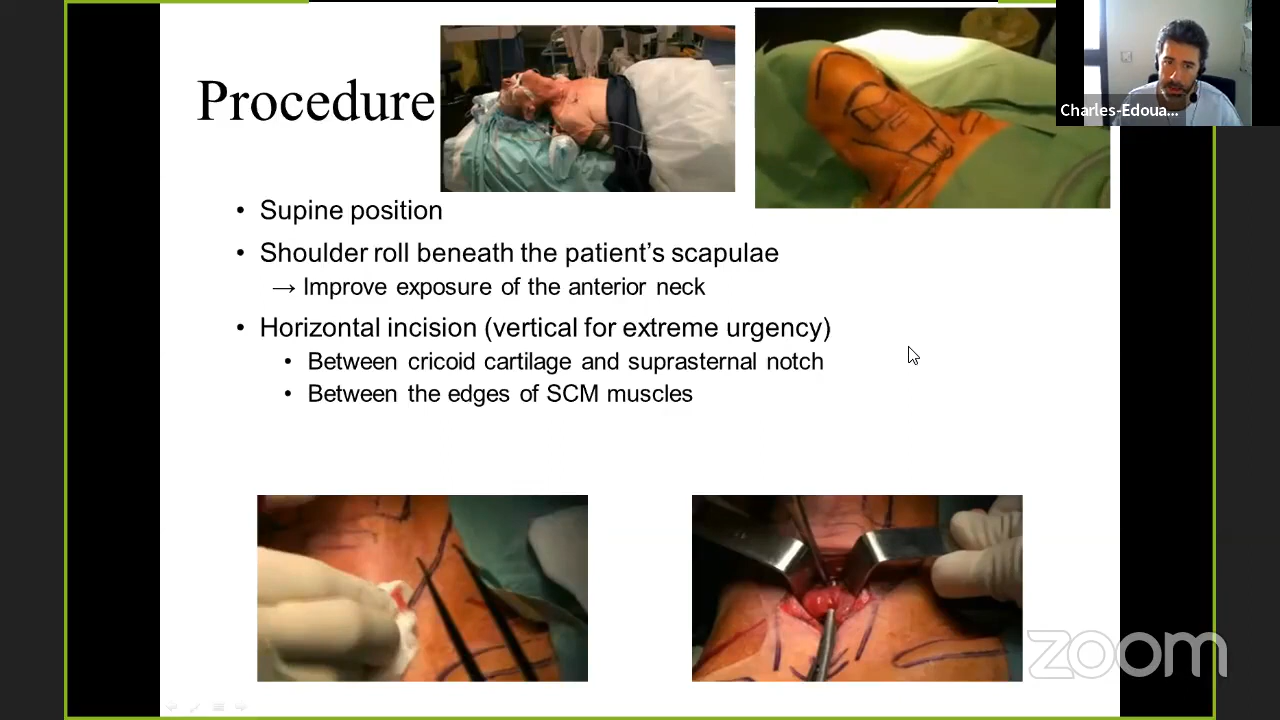 Procedure
Charles-Edoua...
• Supine position
• Shoulder roll beneath the patient’s scapulae
→ Improve exposure of the anterior neck
• Horizontal incision (vertical for extreme urgency)
• Between cricoid cartilage and suprasternal notch
• Between the edges of SCM muscles
zoom